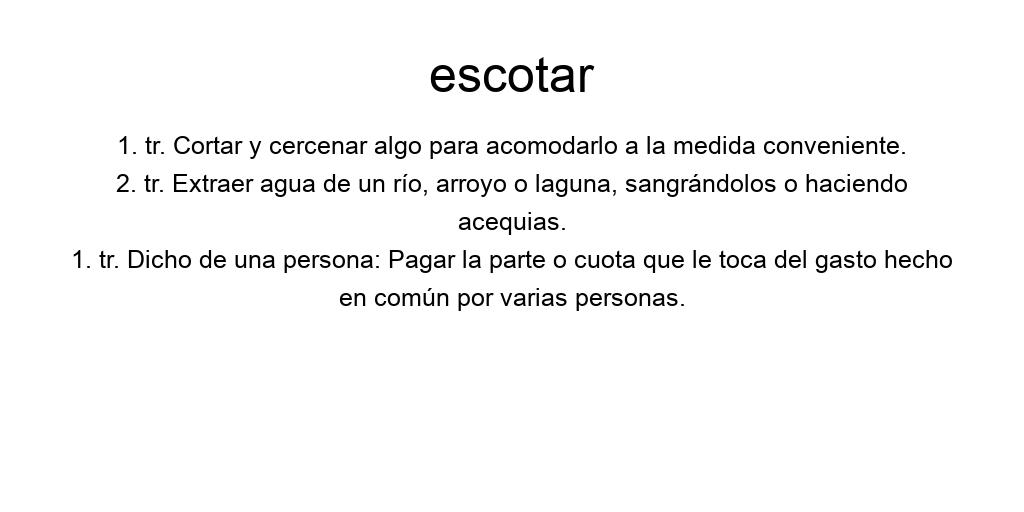 escotar
1. tr. Cortar y cercenar algo para acomodarlo a la medida conveniente.
2. tr. Extraer agua de un río, arroyo o laguna, sangrándolos o haciendo
acequias.
1. tr. Dicho de una persona: Pagar la parte o cuota que le toca del gasto hecho
en común por varias personas.